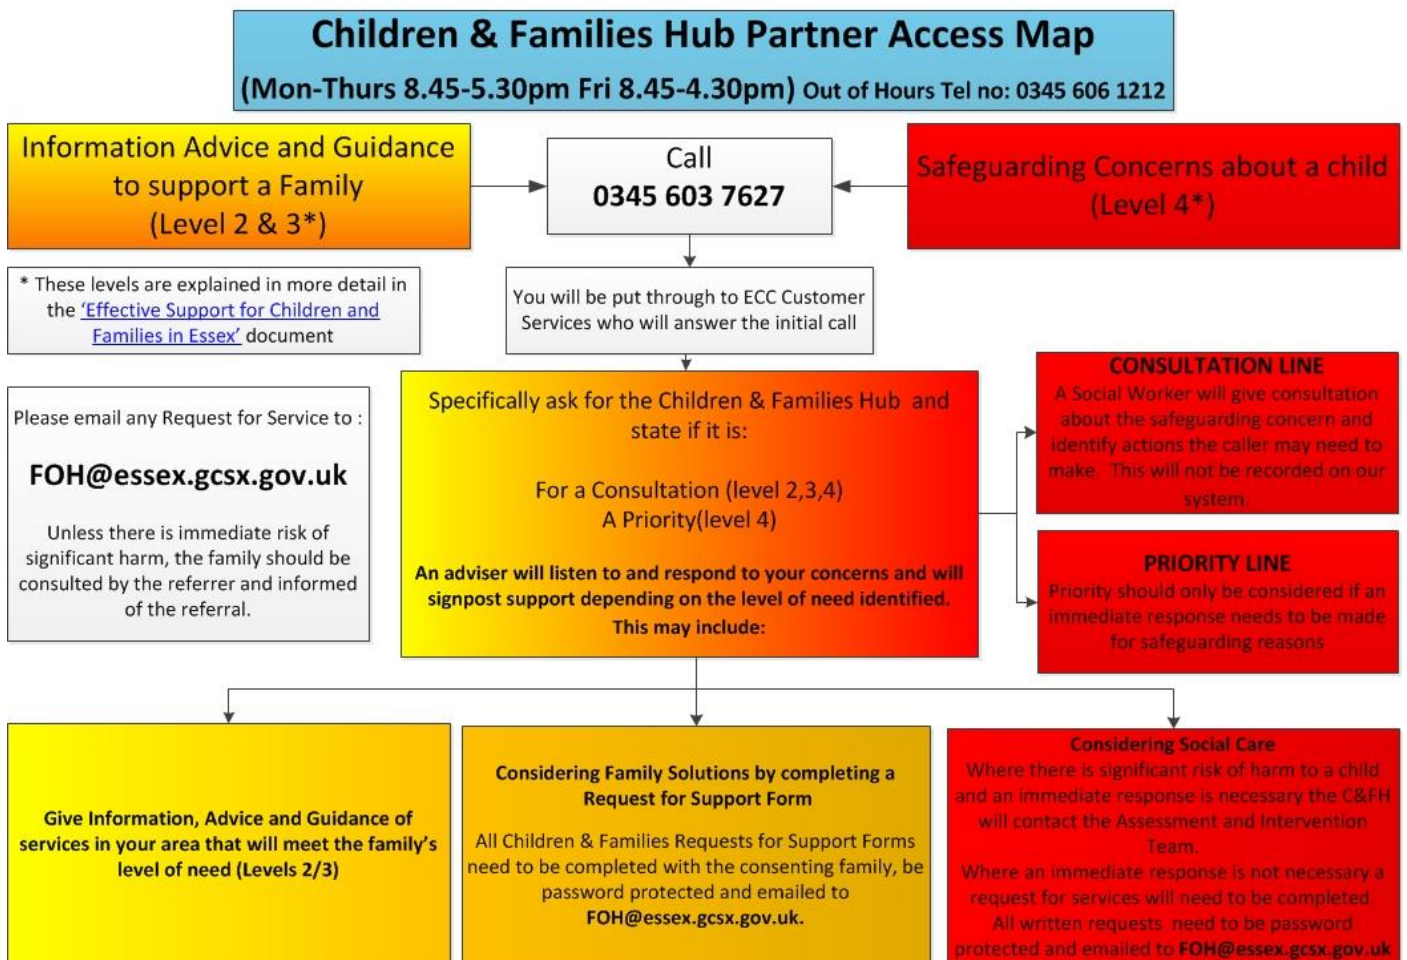 Children & Families Hub Partner Access Map
(Mon-Thurs 8.45-5.30pm Fri 8.45-4.30pm) Out of Hours Tel no: 0345 606 1212
Information Advice and Guidance
to support a Family
(Level 2 & 3*)
Call
0345 603 7627
Safeguarding Concerns about a child
(Level 4*)
* These levels are explained in more detail in
the ‘Effective Support for Children and
Families in Essex’ document
You will be put through to ECC Customer
Services who will answer the initial call
Please email any Request for Service to :
FOH@essex.gcsx.gov.uk
Unless there is immediate risk of
significant harm, the family should be
consulted by the referrer and informed
of the referral.
Specifically ask for the Children & Families Hub and
state if it is:
For a Consultation (level 2,3,4)
A Priority(level 4)
An adviser will listen to and respond to your concerns and will
signpost support depending on the level of need identified.
This may include:
CONSULTATION LINE
A Social Worker will give consultation
about the safeguarding concern and
identify actions the caller may need to
make. This will not be recorded on our
system.
PRIORITY LINE
Priority should only be considered if an
immediate response needs to be made
for safeguarding reasons
Give Information, Advice and Guidance of
services in your area that will meet the family’s
level of need (Levels 2/3)
Considering Family Solutions by completing a
Request for Support Form
All Children & Families Requests for Support Forms
need to be completed with the consenting family, be
password protected and emailed to
FOH@essex.gcsx.gov.uk.
Considering Social Care
Where there is significant risk of harm to a child
and an immediate response is necessary the C&FH
will contact the Assessment and Intervention
Team.
Where an immediate response is not necessary a
request for services will need to be completed.
All written requests need to be password
protected and emailed to FOH@essex.gcsx.gov.uk